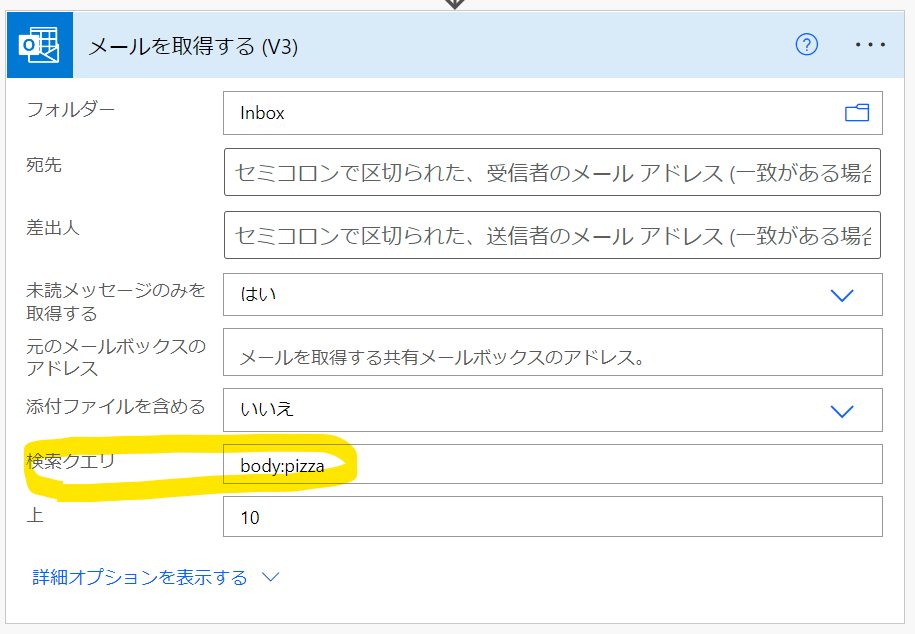 メールを取得する (V3)
フォルダー
Inbox
宛先
セミコロンで区切られた、受信者のメール アドレス (一致がある場合
差出人
セミコロンで区切られた、送信者のメール アドレス (一致がある場合
未読メッセージのみを
取得する
はい
元のメールボックスの
アドレス
メールを取得する共有メールボックスのアドレス。
添付ファイルを含める
いいえ
検索クエリ
body:pizza
上
10
詳細オプションを表示する